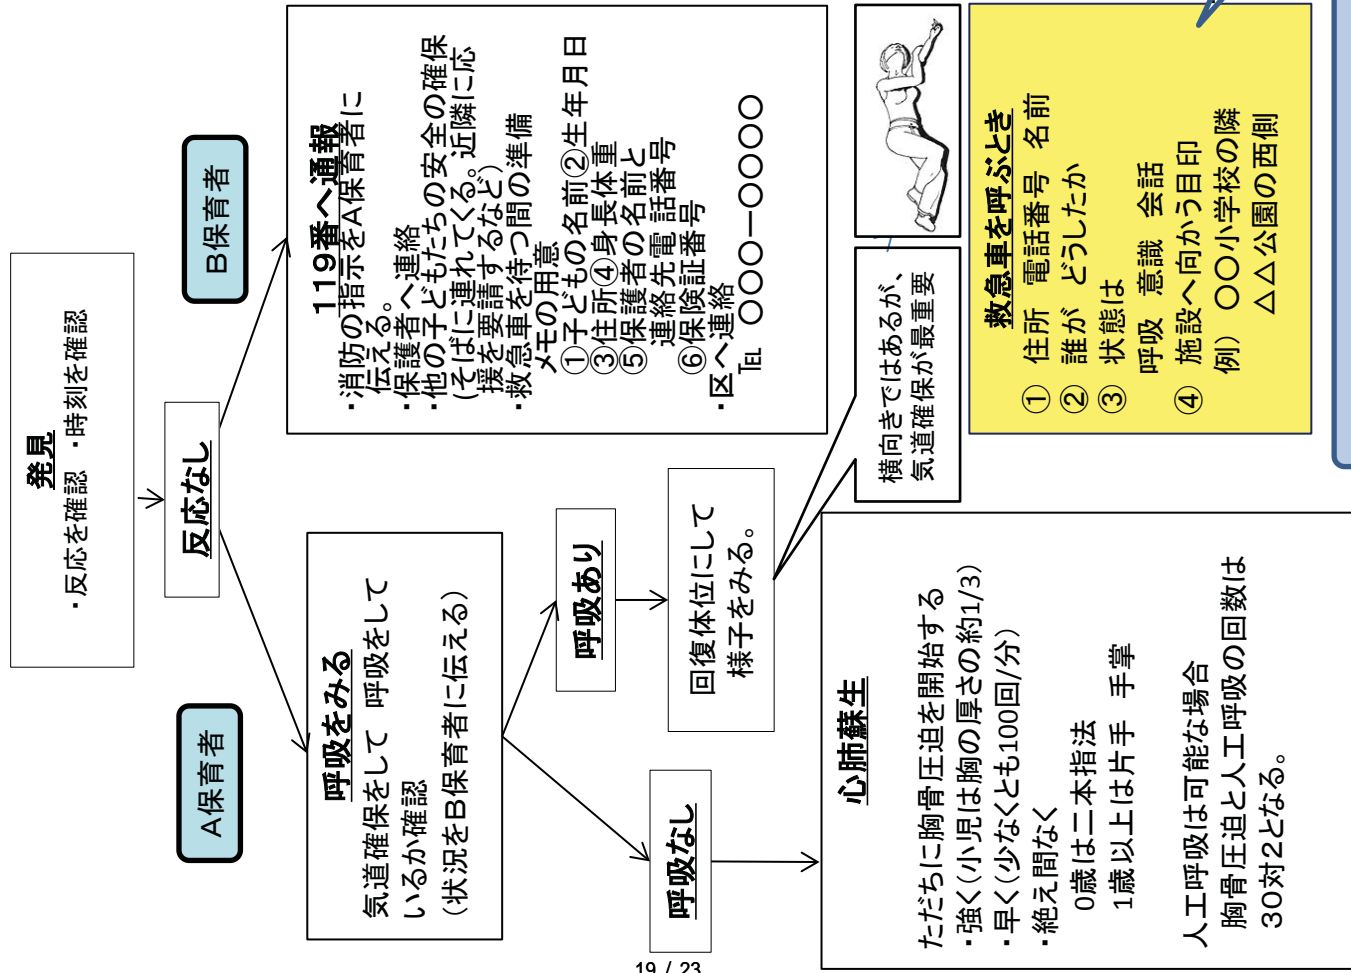 発見
・反応を確認 ・時刻を確認
反応なし
A保育者
B保育者
呼吸をみる
気道確保をして 呼吸をして
いるか確認
(状況をB保育者に伝える)
呼吸あり
回復体位にして
様子をみる。
呼吸なし
心肺蘇生
ただちに胸骨圧迫を開始する
・強く(小児は胸の厚さの約1/3)
・早く(少なくとも100回/分)
・絶え間なく
0歳は二本指法
1歳以上は片手 手掌
人工呼吸は可能な場合
胸骨圧迫と人工呼吸の回数は
30対2となる。
119番へ通報
・消防の指示をA保育者に
伝える。
・保護者へ連絡
・他の子どもたちの安全の確保
(そばに連れてくる。近隣に応
援を要請するなど)
・救急車を待つ間の準備
メモの用意
①子どもの名前②生年月日
③住所④身長体重
⑤保護者の名前と
連絡先電話番号
⑥保険証番号
・区へ連絡
TEL 〇〇〇ー〇〇〇〇
横向きではあるが、
気道確保が最重要
救急車を呼ぶとき
① 住所 電話番号 名前
② 誰が どうしたか
③ 状態は
呼吸 意識 会話
④ 施設へ向かう目印
例) 〇〇小学校の隣
△△公園の西側
19 / 23